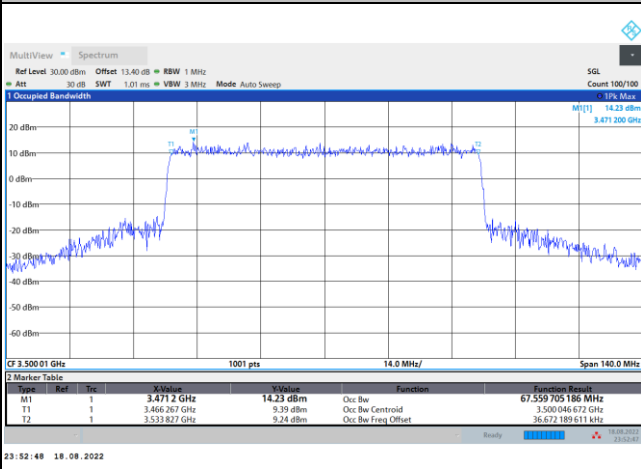 MultiView Spectrum
Ref Level 30.00 dBm Offset 13.40 dB RBW 1 MHz SGL
Att 30 dB SWT 1.01 ms VBW 3 MHz Mode Auto Sweep Count 100/100
1 Occupied Bandwidth 1Pk Max
M1[1] 14.23 dBm
3.471 200 GHz
20 dBm
M1
T1 T2
10 dBm
0 dBm
-10 dBm
-20 dBm
-30 dBm
-40 dBm
-50 dBm
-60 dBm
CF 3.500 01 GHz 1001 pts 14.0 MHz/ Span 140.0 MHz
2 Marker Table
Type Ref Trc X-Value Y-Value Function Function Result
M1 1 3.471 2 GHz 14.23 dBm Occ Bw 67.559 705 186 MHz
T1 1 3.466 267 GHz 9.39 dBm Occ Bw Centroid 3.500 046 672 GHz
T2 1 3.533 827 GHz 9.24 dBm Occ Bw Freq Offset 36.672 189 611 kHz
Ready 18.08.2022
23:52:47
23:52:48 18.08.2022